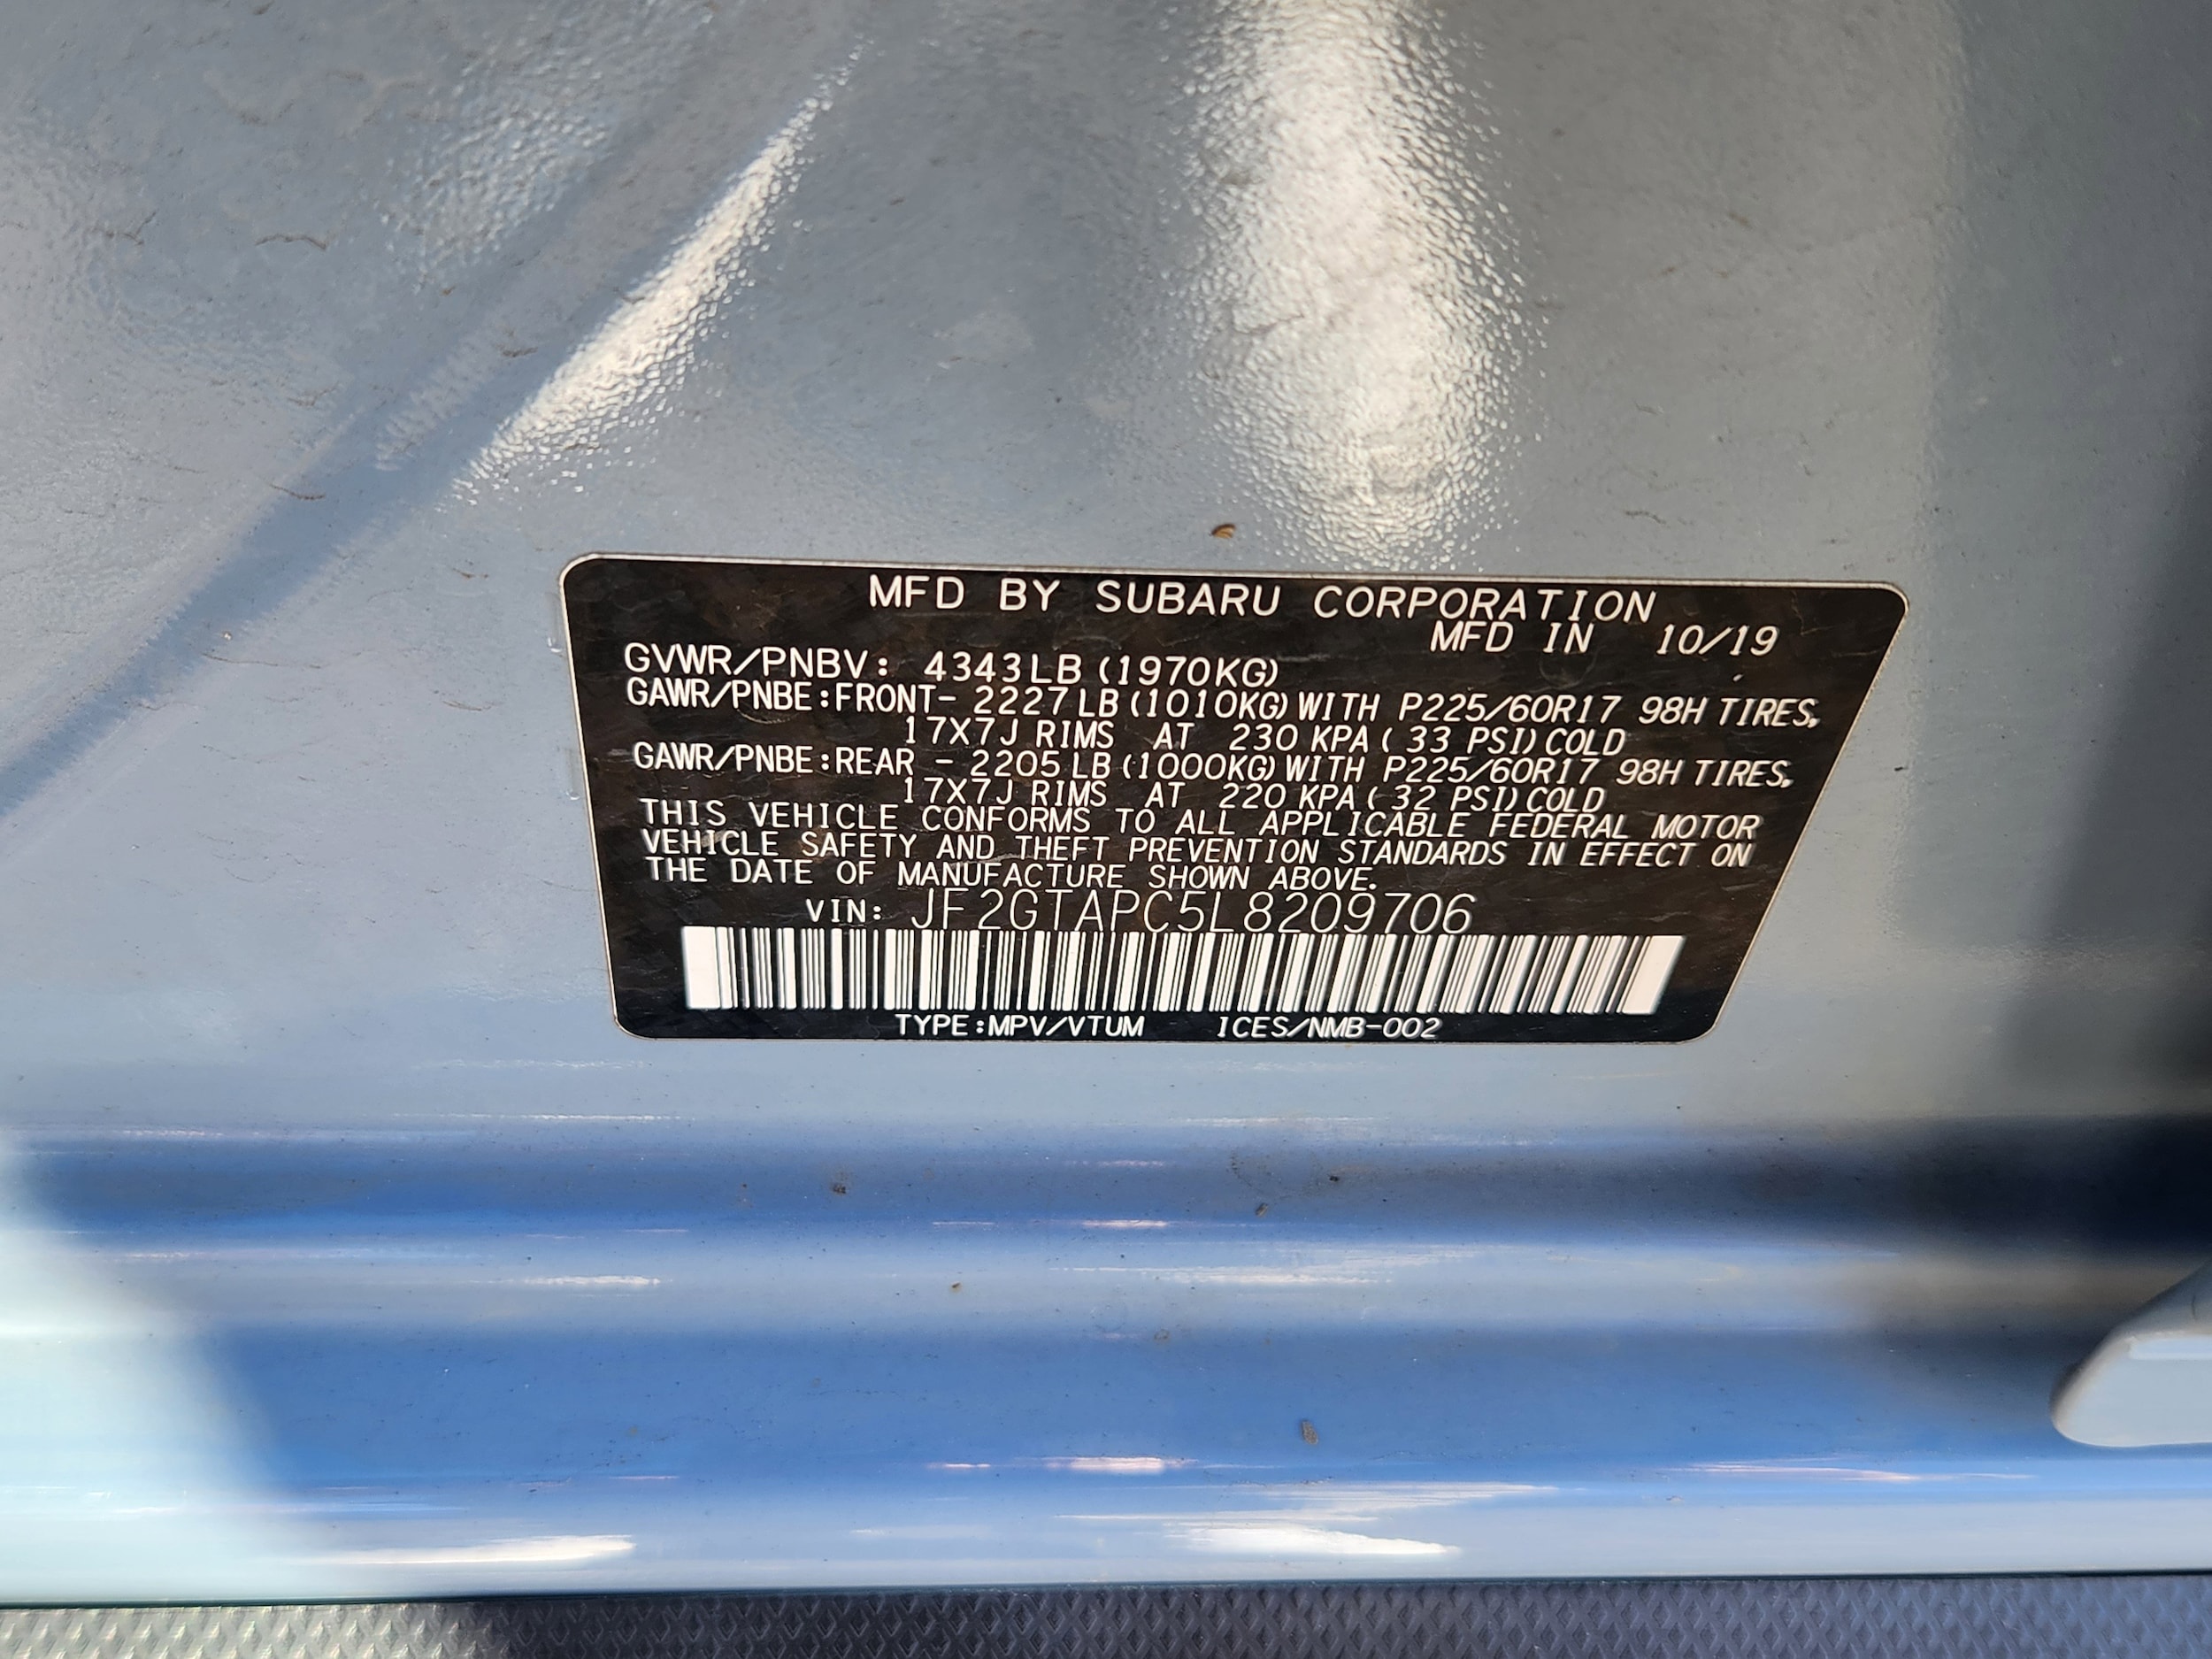 MFD BY SUBARU CORPORATION
MFD IN 10/19
GVWR/PNBV: 4343LB (1970KG)
GAWR/PNBE:FRONT- 2227 LB (1010KG) WITH P225/60R17 98H TIRES,
17X7J RIMS AT 230 KPA ( 33 PSI) COLD
GAWR/PNBE:REAR - 2205 LB (1000KG) WITH P225/60R17 98H TIRES,
17X7J RIMS AT 220 KPA ( 32 PSI) COLD
THIS VEHICLE CONFORMS TO ALL APPLICABLE FEDERAL MOTOR
VEHICLE SAFETY AND THEFT PREVENTION STANDARDS IN EFFECT ON
THE DATE OF MANUFACTURE SHOWN ABOVE.
VIN: JF2GTAPC5L8209706
TYPE:MPV/VTUM ICES/NMB-002